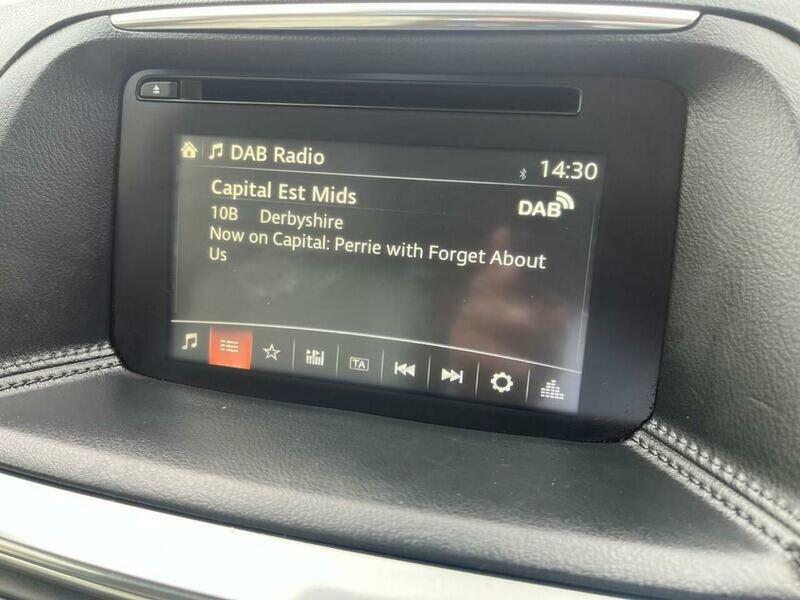 DAB Radio
14:30
Capital Est Mids
DAB
10B Derbyshire
Now on Capital: Perrie with Forget About
Us
TA